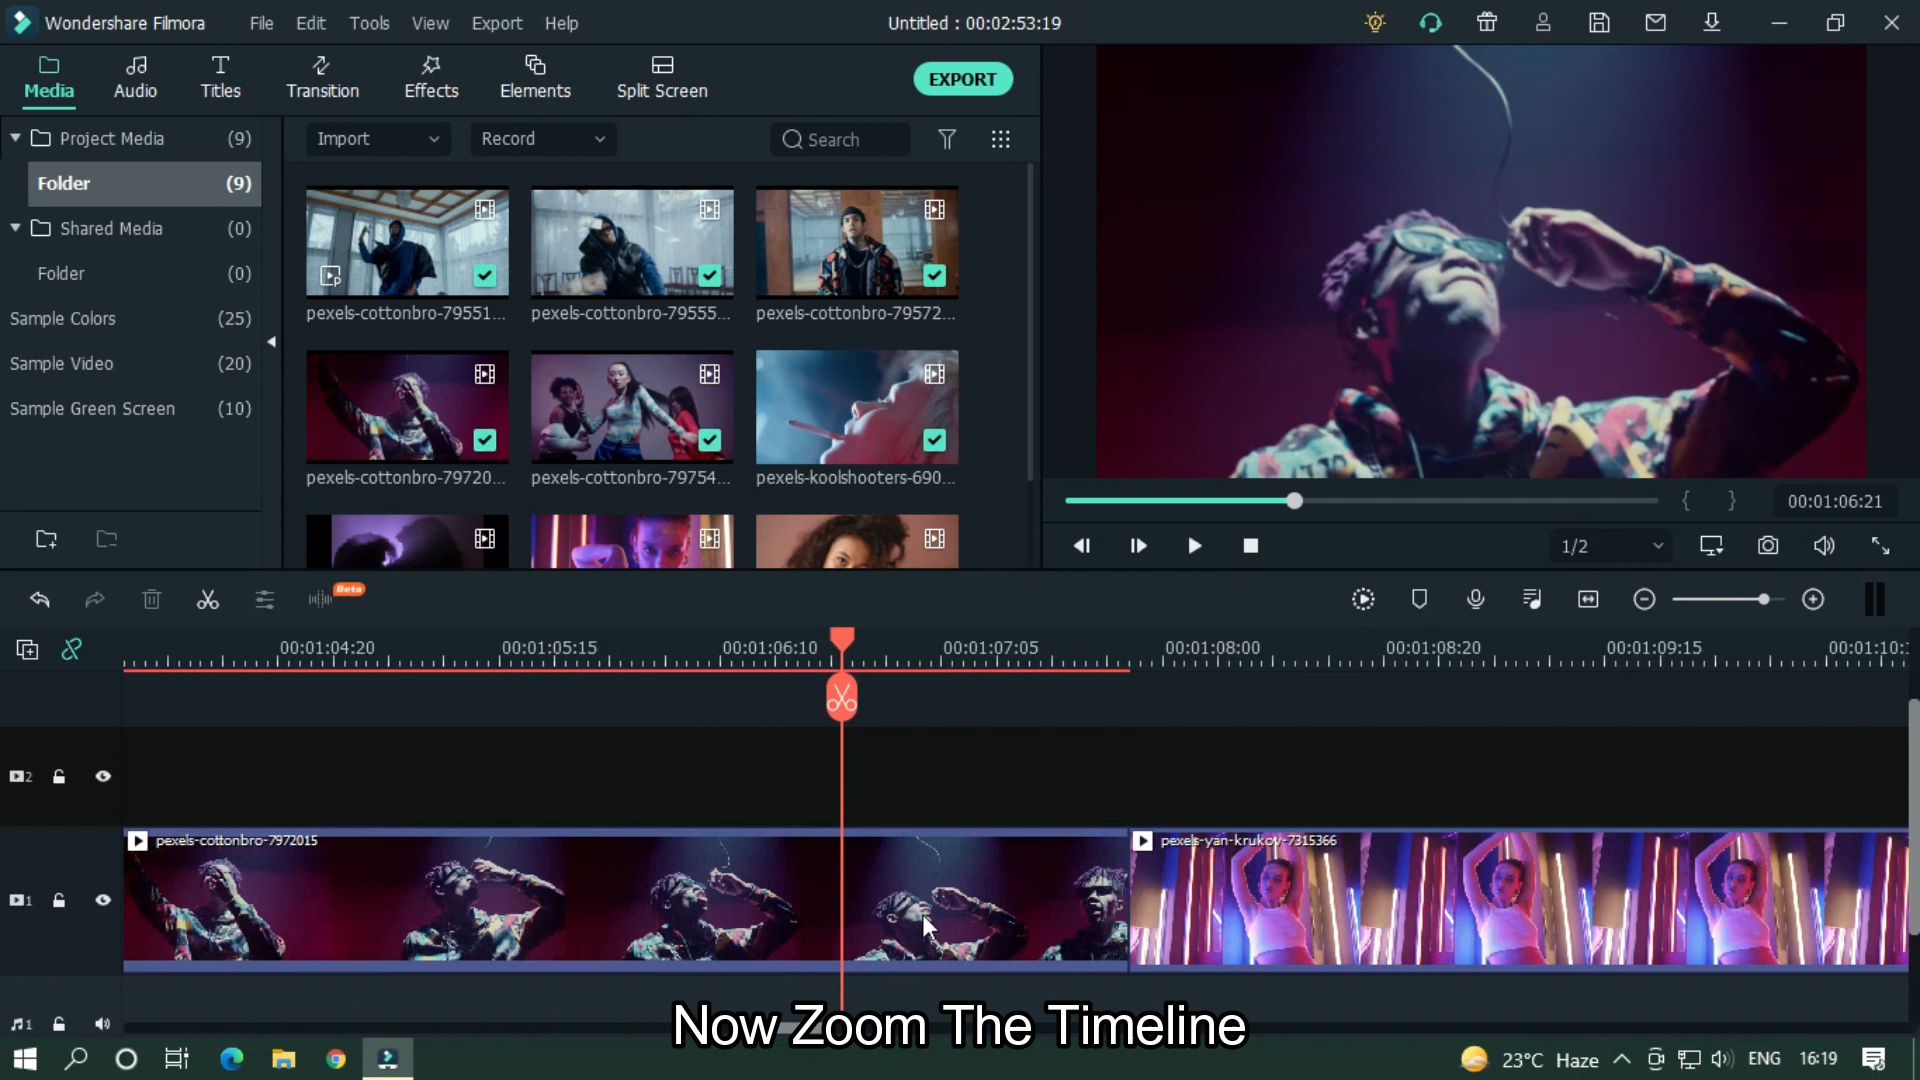 Wondershare Filmora
File Edit Tools View Export Help
Untitled : 00:02:53:19
Media Audio Titles Transition Effects Elements Split Screen
EXPORT
Project Media (9)
Folder (9)
Shared Media (0)
Folder (0)
Sample Colors (25)
Sample Video (20)
Sample Green Screen (10)
Import Record Search
pexels-cottonbro-79551... pexels-cottonbro-79555... pexels-cottonbro-79572...
pexels-cottonbro-79720... pexels-cottonbro-79754... pexels-koolshooters-690...
{ } 00:01:06:21
1/2
Beta
00:01:04:20 00:01:05:15 00:01:06:10 00:01:07:05 00:01:08:00 00:01:08:20 00:01:09:15 00:01:10:
2
pexels-cottonbro-7972015 pexels-yan-krukov-7315366
1
1
Now Zoom The Timeline
23°C Haze ENG 16:19